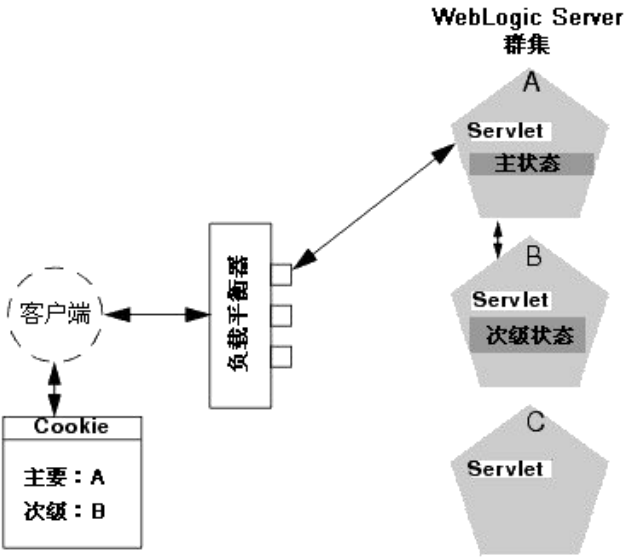 WebLogic Server
群集
A
Servlet
主状态
B
Servlet
次级状态
C
Servlet
负载平衡器
客户端
Cookie
主要：A
次级：B